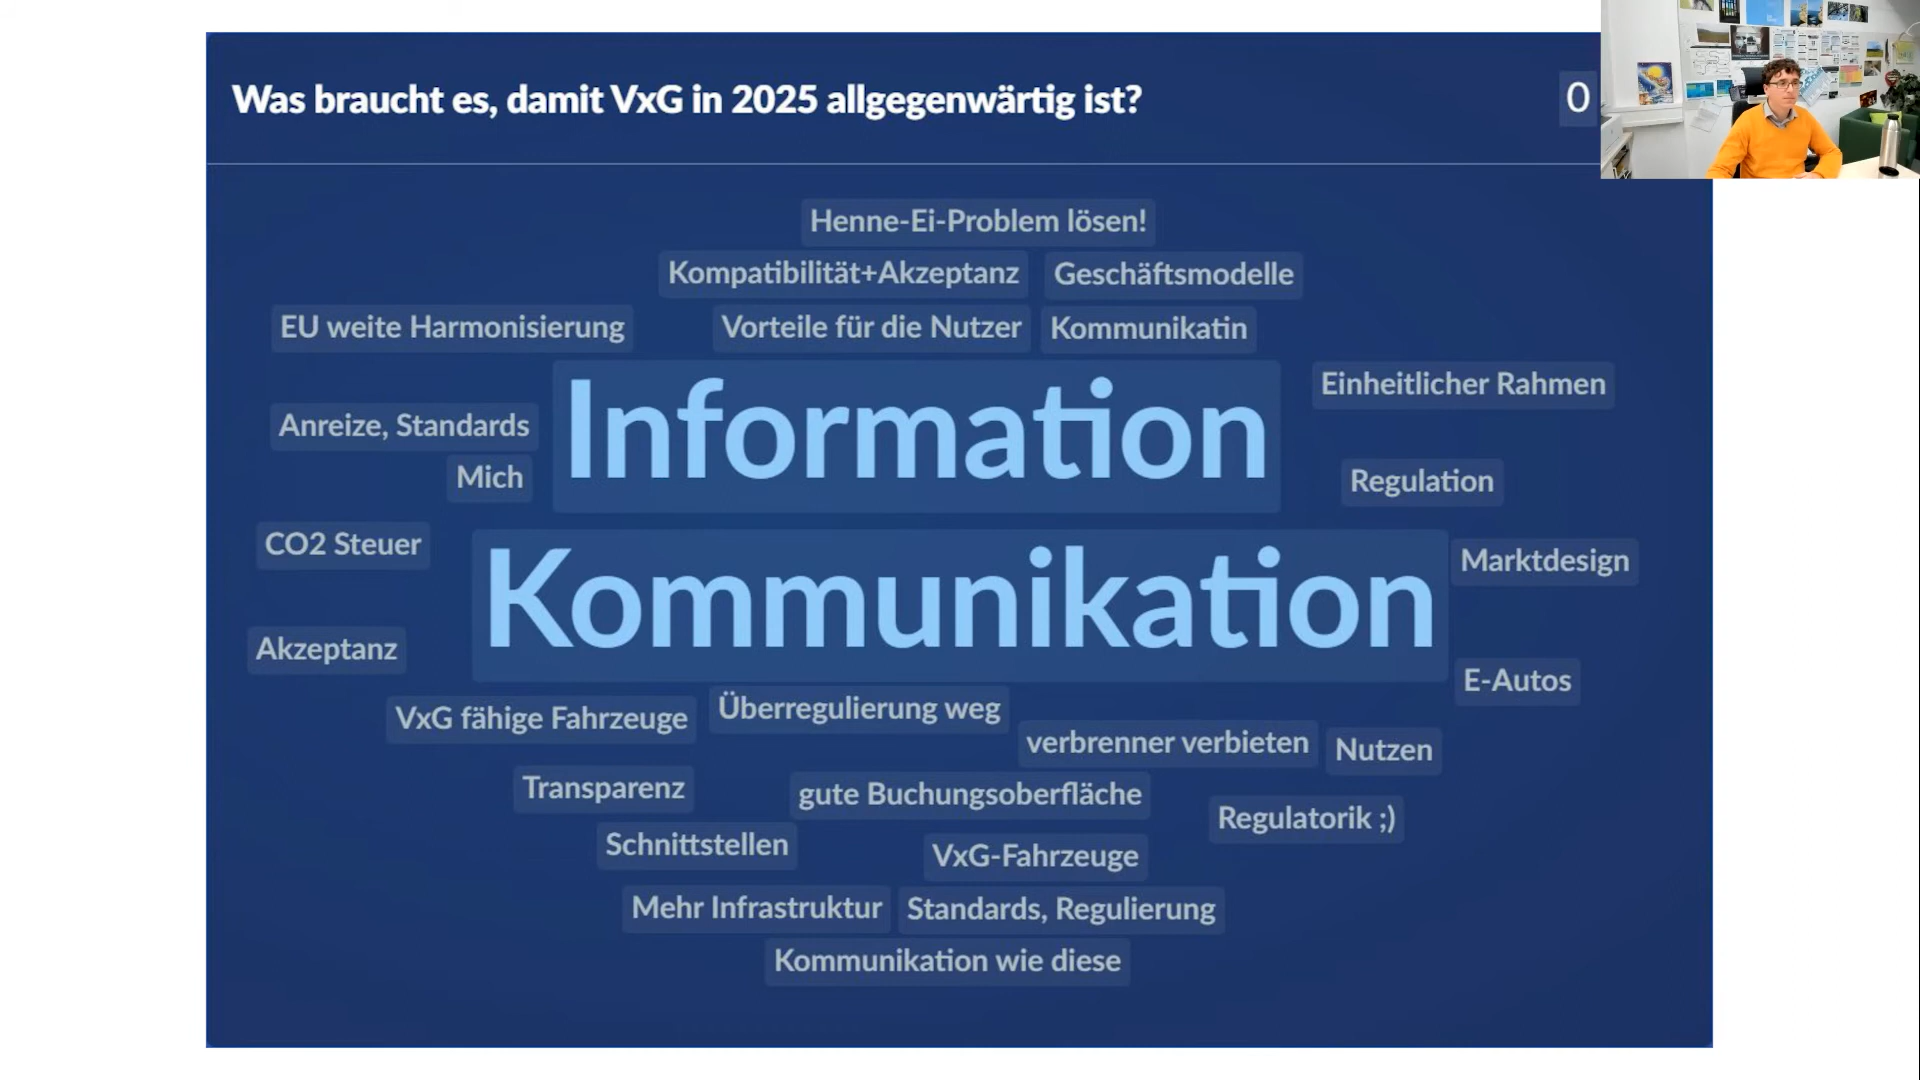 Was braucht es, damit VxG in 2025 allgegenwärtig ist?
0
Henne-Ei-Problem lösen!
Kompatibilität+Akzeptanz
Geschäftsmodelle
EU weite Harmonisierung
Vorteile für die Nutzer
Kommunikatin
Einheitlicher Rahmen
Anreize, Standards
Information
Mich
Regulation
CO2 Steuer
Kommunikation
Marktdesign
Akzeptanz
E-Autos
VxG fähige Fahrzeuge
Überregulierung weg
verbrenner verbieten
Nutzen
Transparenz
gute Buchungsoberfläche
Regulatorik ;)
Schnittstellen
VxG-Fahrzeuge
Mehr Infrastruktur
Standards, Regulierung
Kommunikation wie diese